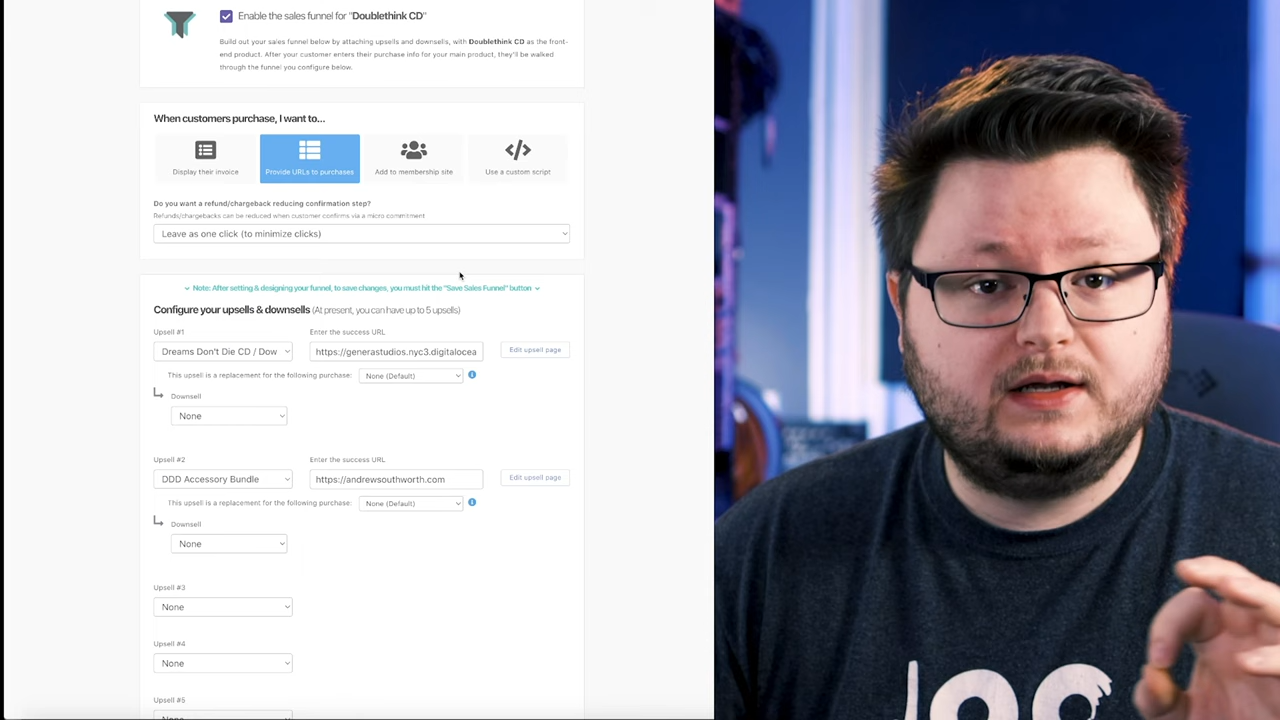 Enable the sales funnel for "Doublethink CD"
Build out your sales funnel below by attaching upsells and downsells, with Doublethink CD as the front-
end product. After your customer enters their purchase info for your main product, they'll be walked
through the funnel you configure below.
When customers purchase, I want to...
Display their invoice
Provide URLs to purchases
Add to membership site
Use a custom script
Do you want a refund/chargeback reducing confirmation step?
Refunds/chargebacks can be reduced when customer confirms via a micro commitment
Leave as one click (to minimize clicks)
Note: After setting & designing your funnel, to save changes, you must hit the "Save Sales Funnel" button
Configure your upsells & downsells (At present, you can have up to 5 upsells)
Upsell #1
Enter the success URL
Dreams Don't Die CD / Dow
https://generastudios.nyc3.digitalocea
Edit upsell page
This upsell is a replacement for the following purchase:
None (Default)
Downsell
None
Upsell #2
Enter the success URL
DDD Accessory Bundle
https://andrewsouthworth.com
Edit upsell page
This upsell is a replacement for the following purchase:
None (Default)
Downsell
None
Upsell #3
None
Upsell #4
None
Upsell #5